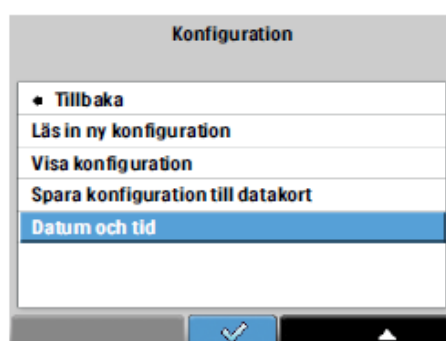 Konfiguration
Tillbaka
Läs in ny konfiguration
Visa konfiguration
Spara konfiguration till datakort
Datum och tid